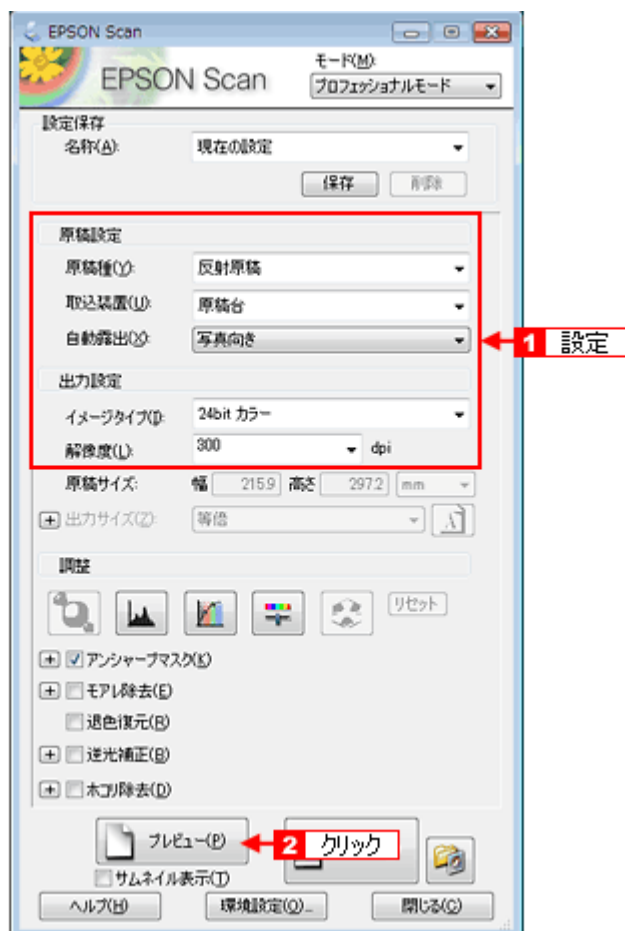 EPSON Scan
EPSON Scan
モード(M):
プロフェッショナルモード
設定保存
名称(A):
現在の設定
保存
削除
原稿設定
原稿種(Y):
反射原稿
取込装置(U):
原稿台
自動露出(X):
写真向き
1 設定
出力設定
イメージタイプ(I):
24bit カラー
解像度(L):
300
dpi
原稿サイズ:
幅 215.9 高さ 297.2 mm
出力サイズ(Z):
等倍
調整
リセット
アンシャープマスク(K)
モアレ除去(E)
退色復元(R)
逆光補正(B)
ホコリ除去(D)
プレビュー(P)
2 クリック
サムネイル表示(T)
ヘルプ(H)
環境設定(O)...
閉じる(C)